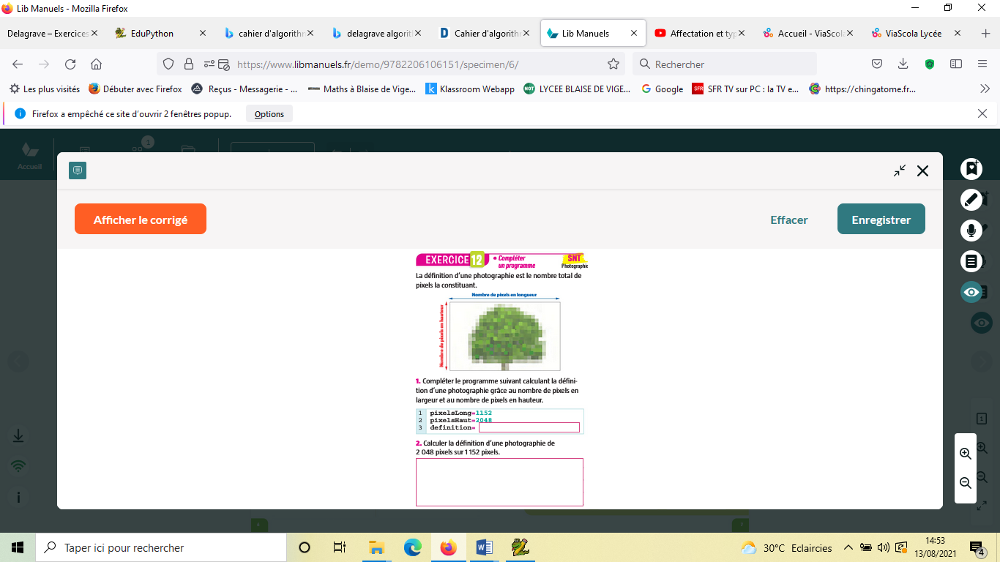 Lib Manuels - Mozilla Firefox
Delagrave – Exercices
EduPython
cahier d'algorithm
delagrave algorith
Cahier d'algorithm
Lib Manuels
Affectation et typ
Accueil - ViaScola
ViaScola Lycée
https://www.libmanuels.fr/demo/9782206106151/specimen/6/
Rechercher
Les plus visités
Débuter avec Firefox
Reçus - Messagerie - ...
Maths à Blaise de Vige...
Klassroom Webapp
LYCEE BLAISE DE VIGE...
Google
SFR TV sur PC : la TV e...
https://chingatome.fr...
Firefox a empêché ce site d'ouvrir 2 fenêtres popup.
Options
1
Accueil
Afficher le corrigé
Effacer
Enregistrer
EXERCICE 12
• Compléter
un programme
SNT
Photographie
La définition d'une photographie est le nombre total de
pixels la constituant.
Nombre de pixels en longueur
Nombre de pixels en hauteur
1. Compléter le programme suivant calculant la défini-
tion d'une photographie grâce au nombre de pixels en
largeur et au nombre de pixels en hauteur.
1 pixelsLong=1152
2 pixelsHaut=2048
3 definition=
2. Calculer la définition d'une photographie de
2 048 pixels sur 1 152 pixels.
6
7
Taper ici pour rechercher
30°C Eclaircies
14:53
13/08/2021
4